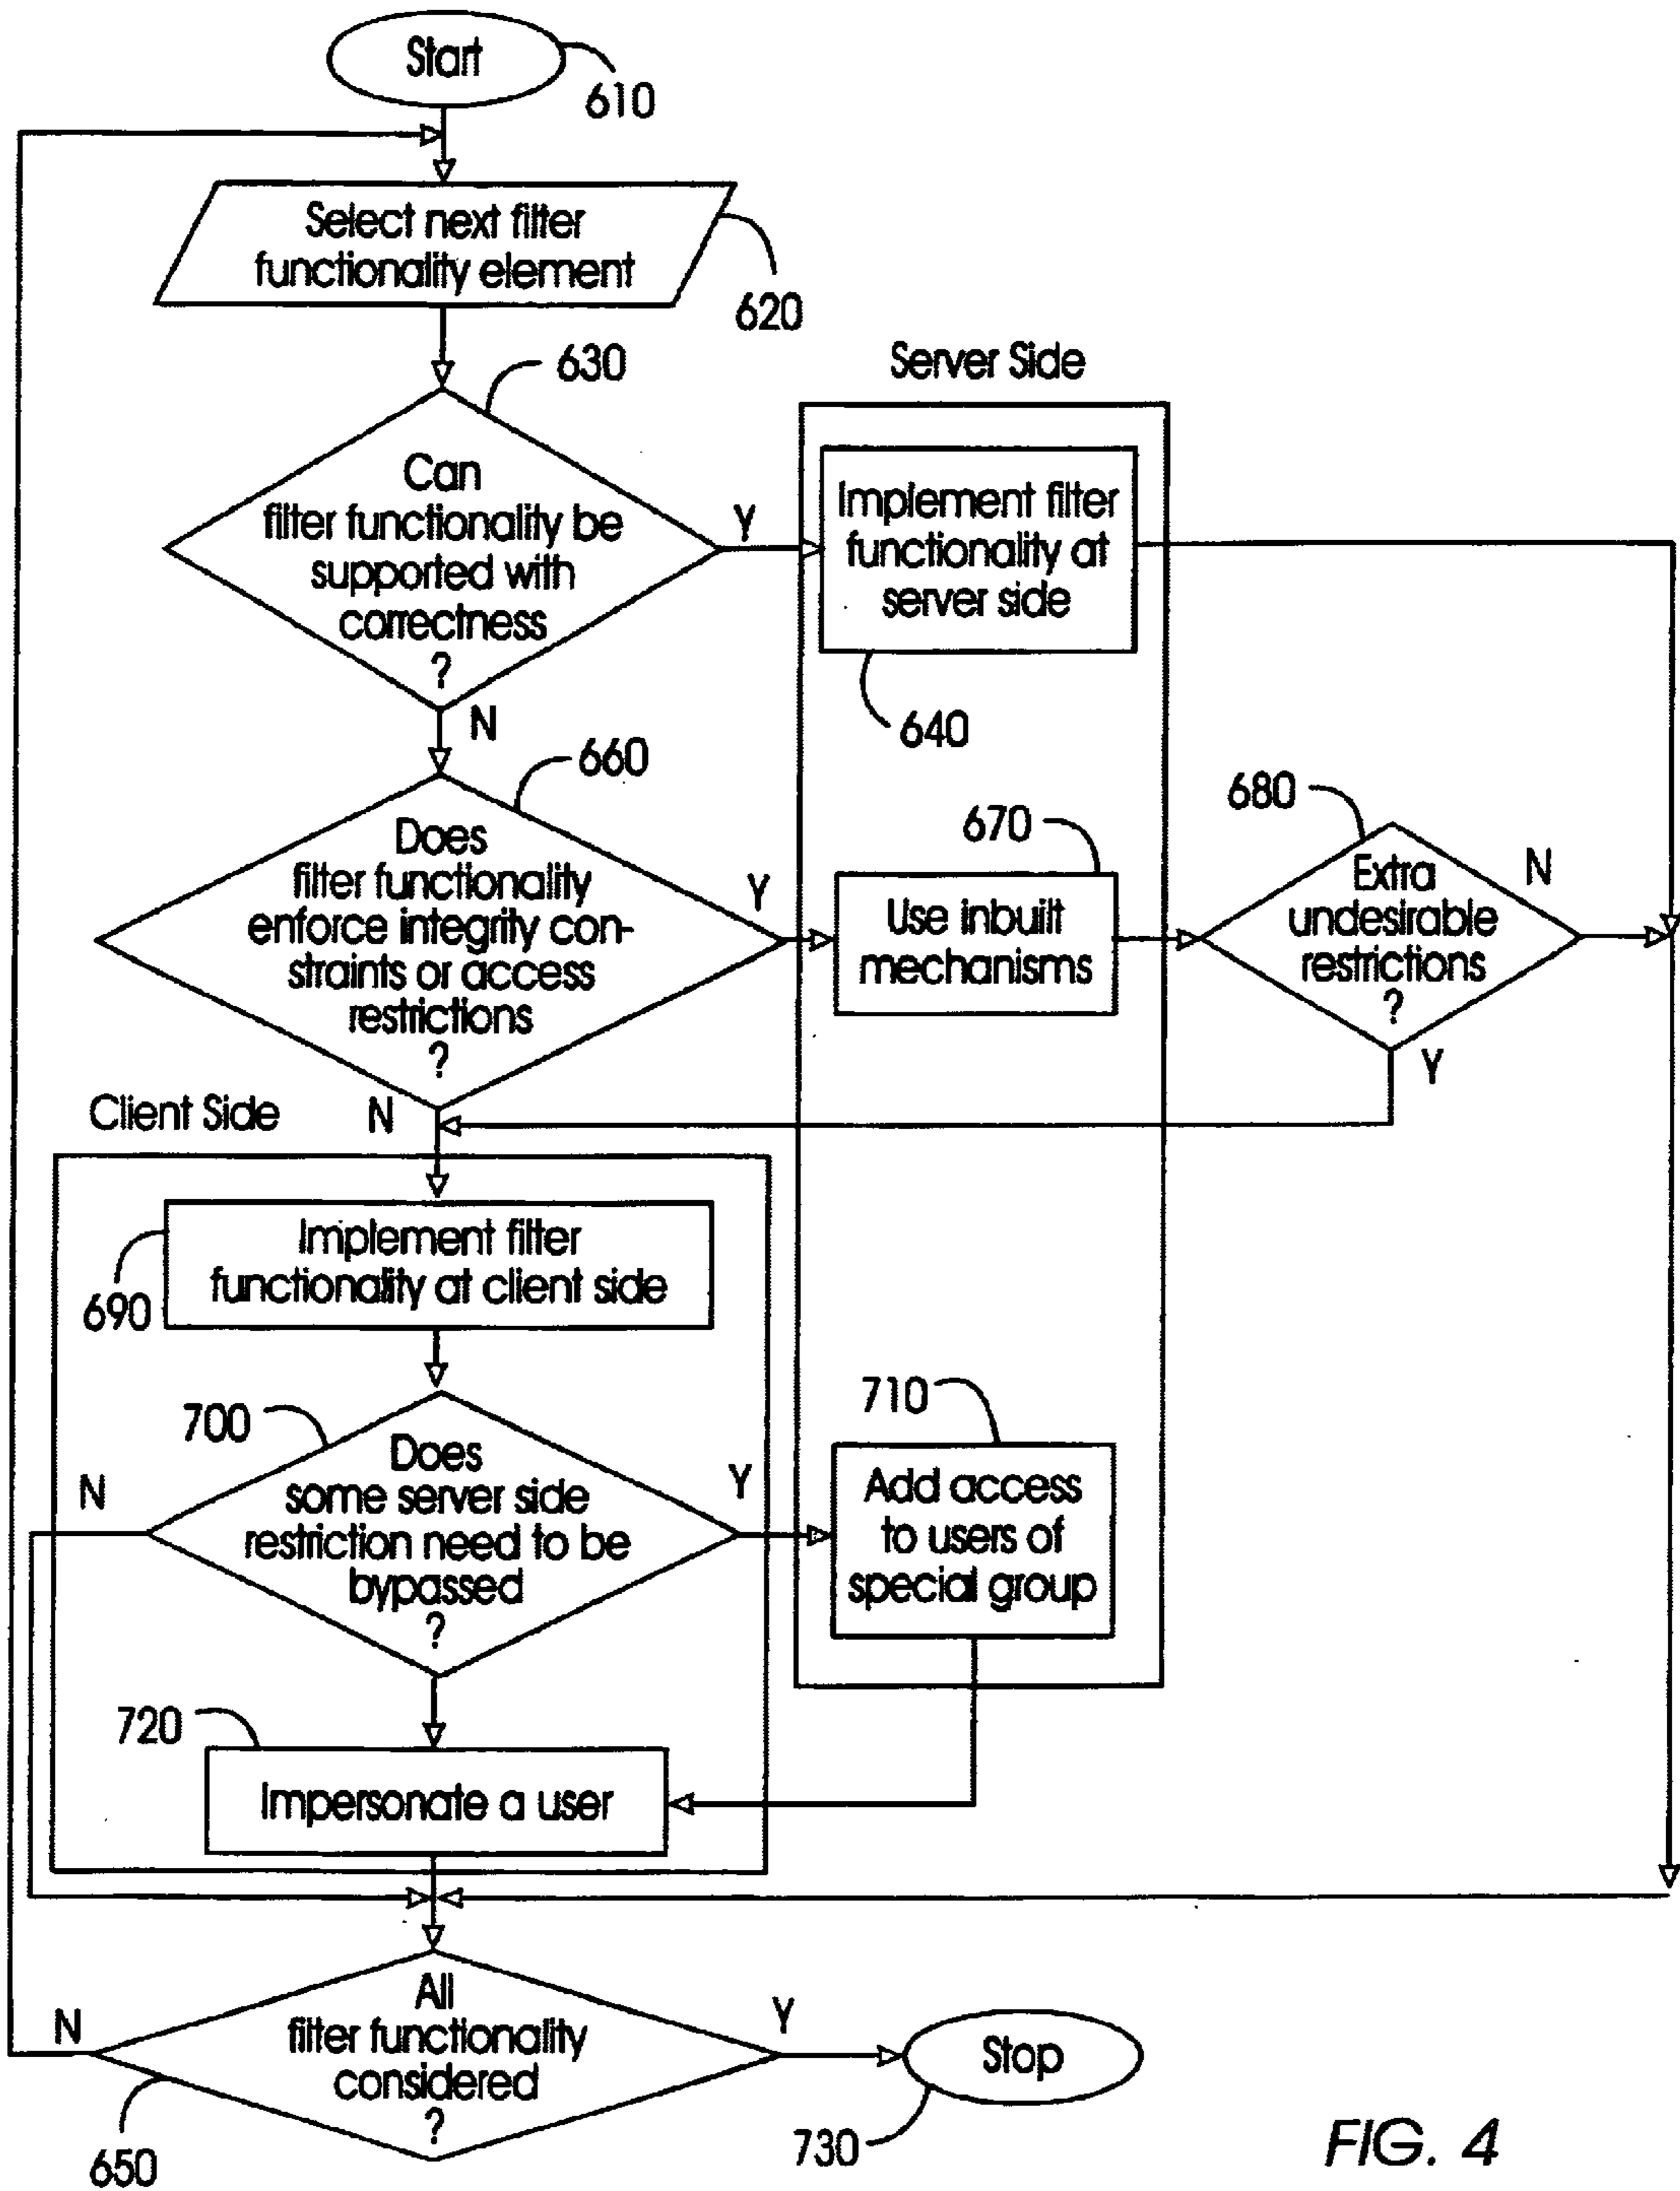 Start
610
Select next filter
functionality element
620
630
Server Side
Can
filter functionality be
supported with
correctness
?
Y
Implement filter
functionality at
server side
N
640
660
680
Does
filter functionality
enforce integrity con-
straints or access
restrictions
?
Y
670
Use inbuilt
mechanisms
Extra
undesirable
restrictions
?
N
Y
Client Side
N
Implement filter
functionality at client side
690
700
710
Does
some server side
restriction need to be
bypassed
?
N
Y
Add access
to users of
special group
720
Impersonate a user
All
filter functionality
considered
?
N
Y
Stop
650
730
FIG. 4